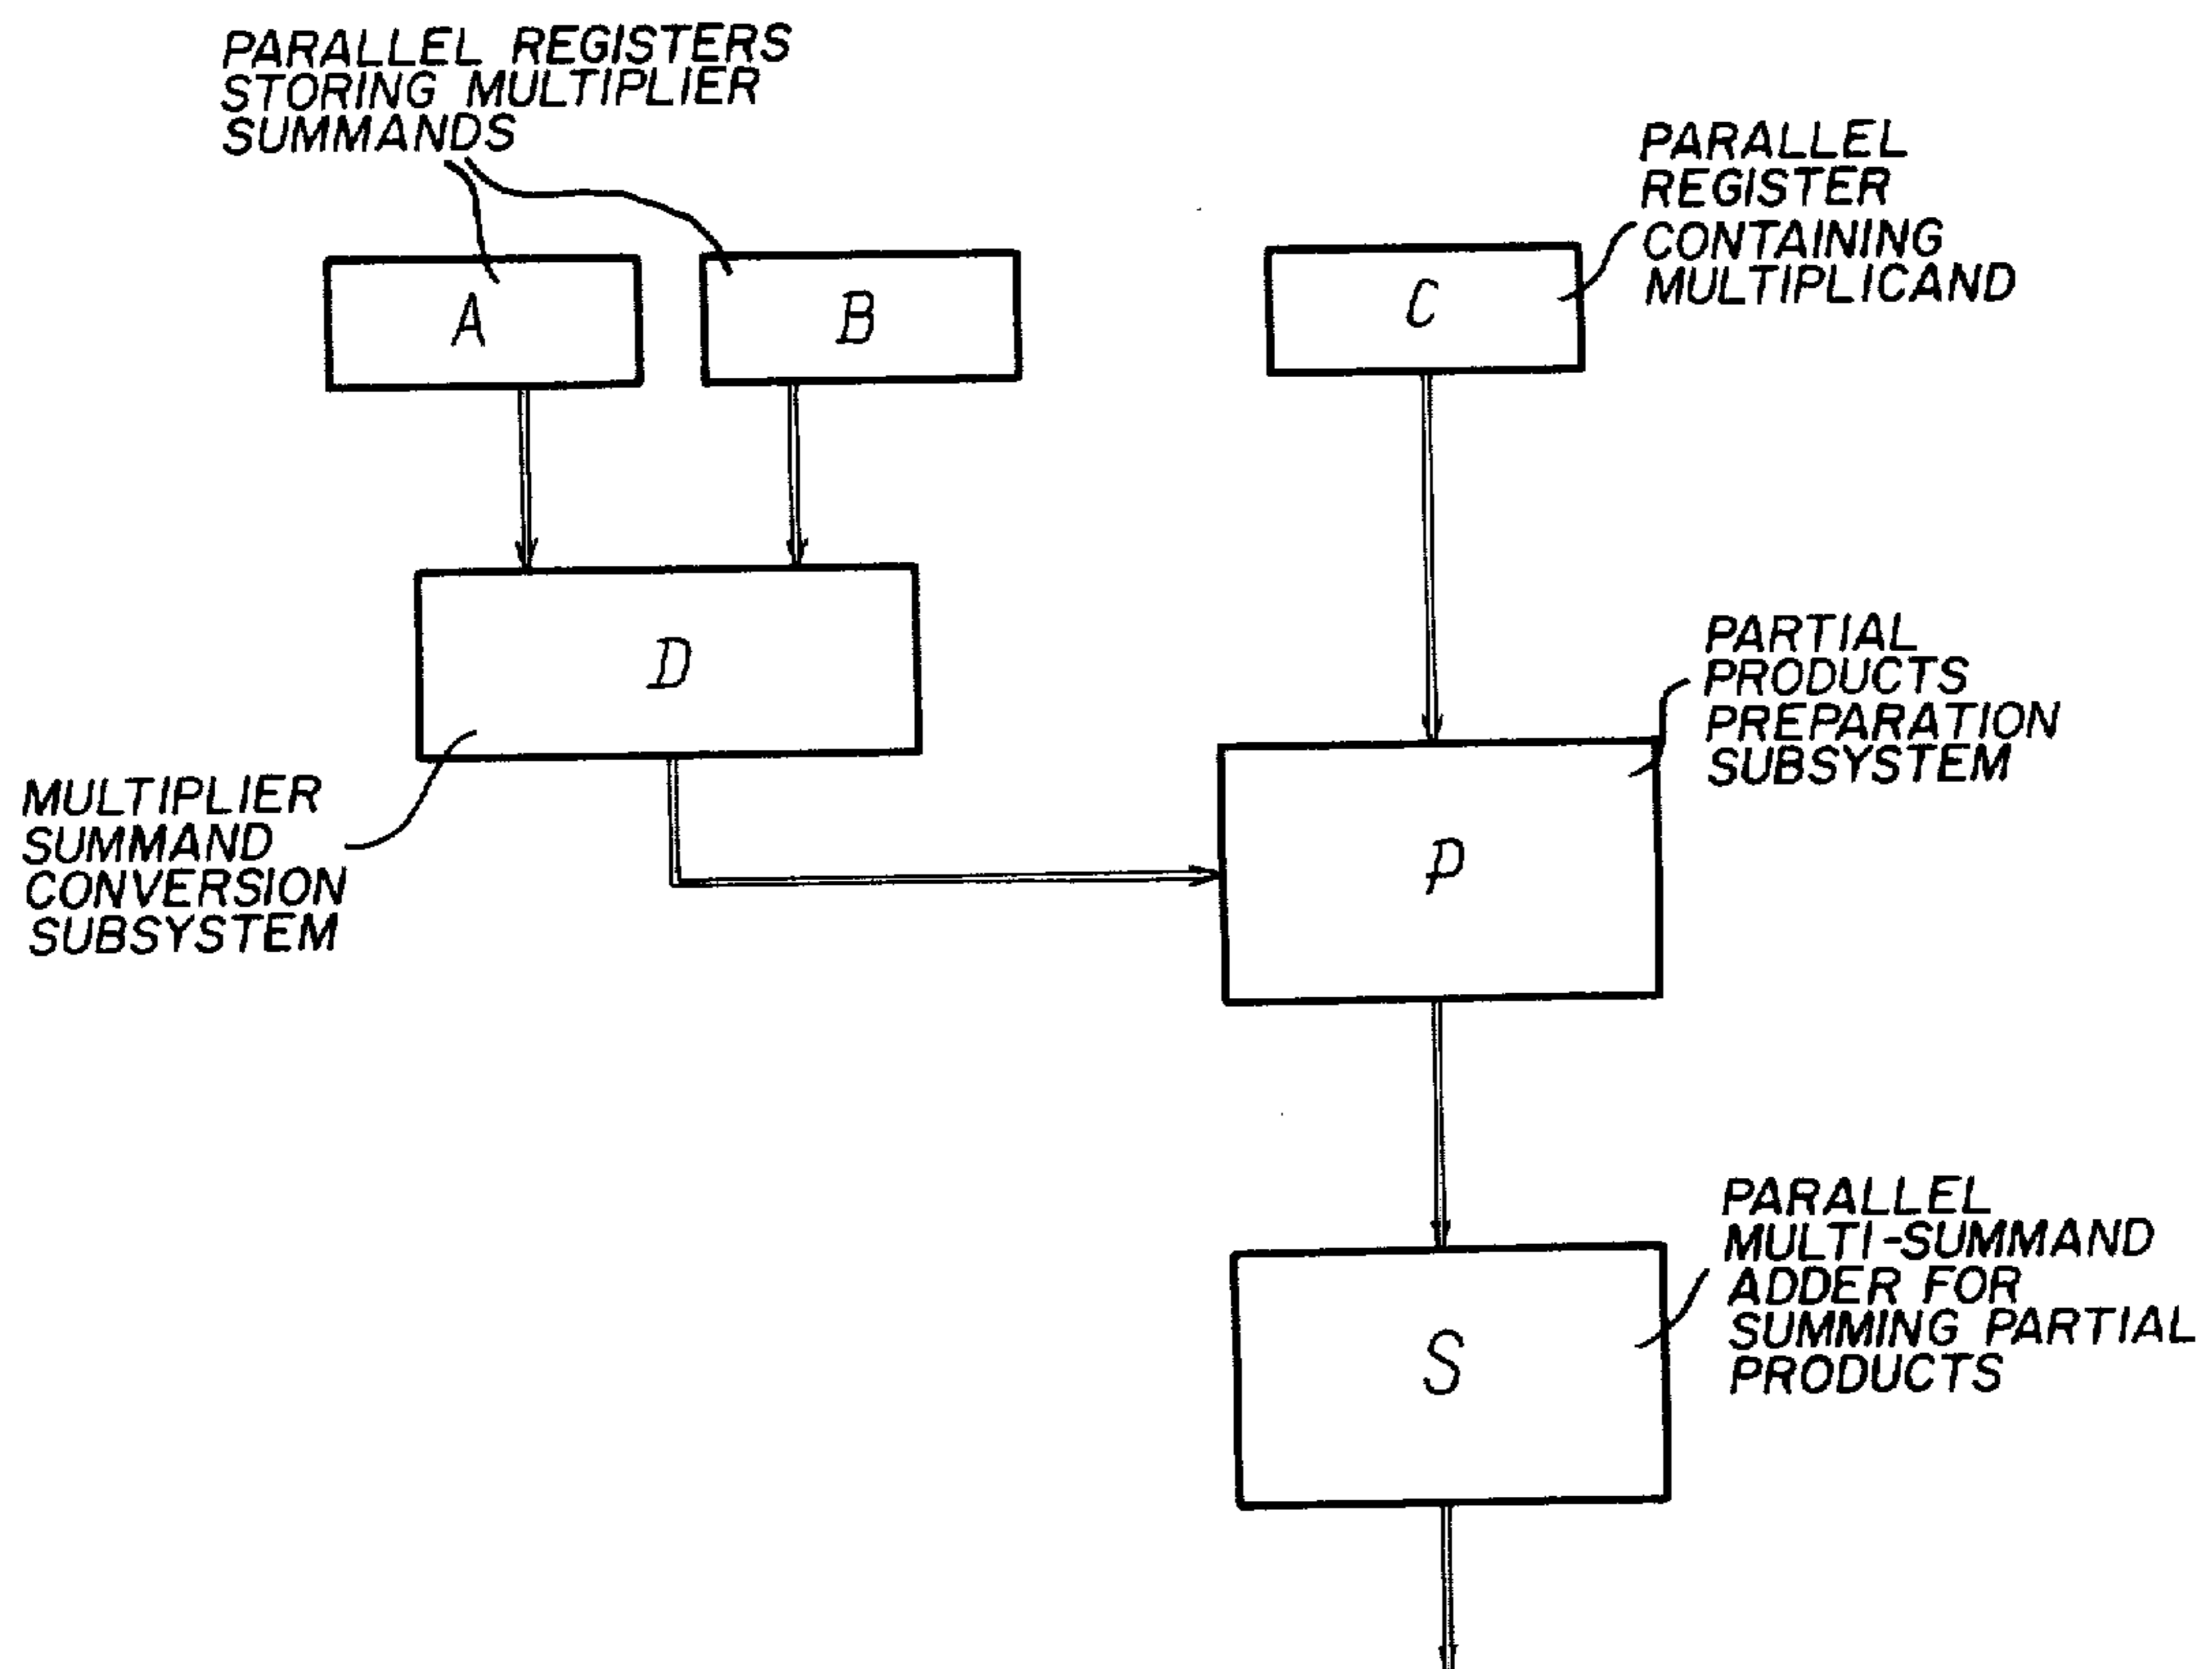 PARALLEL REGISTERS
STORING MULTIPLIER
SUMMANDS
PARALLEL
REGISTER
CONTAINING
MULTIPLICAND
A
B
C
D
PARTIAL
PRODUCTS
PREPARATION
SUBSYSTEM
MULTIPLIER
SUMMAND
CONVERSION
SUBSYSTEM
P
PARALLEL
MULTI-SUMMAND
ADDER FOR
SUMMING PARTIAL
PRODUCTS
S